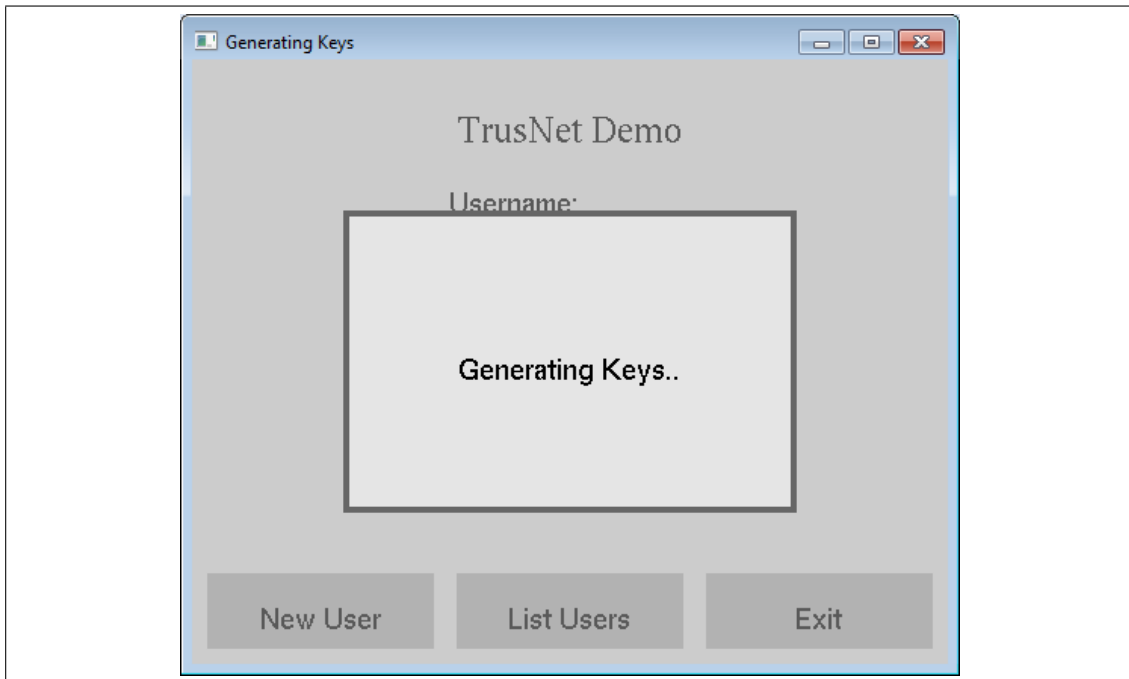 Generating Keys
TrusNet Demo
Username:
Generating Keys..
New User
List Users
Exit